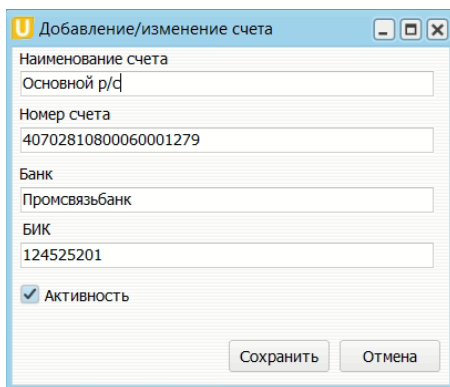 U Добавление/изменение счета
Наименование счета
Основной р/с
Номер счета
40702810800060001279
Банк
Промсвязьбанк
БИК
124525201
Активность
Сохранить Отмена